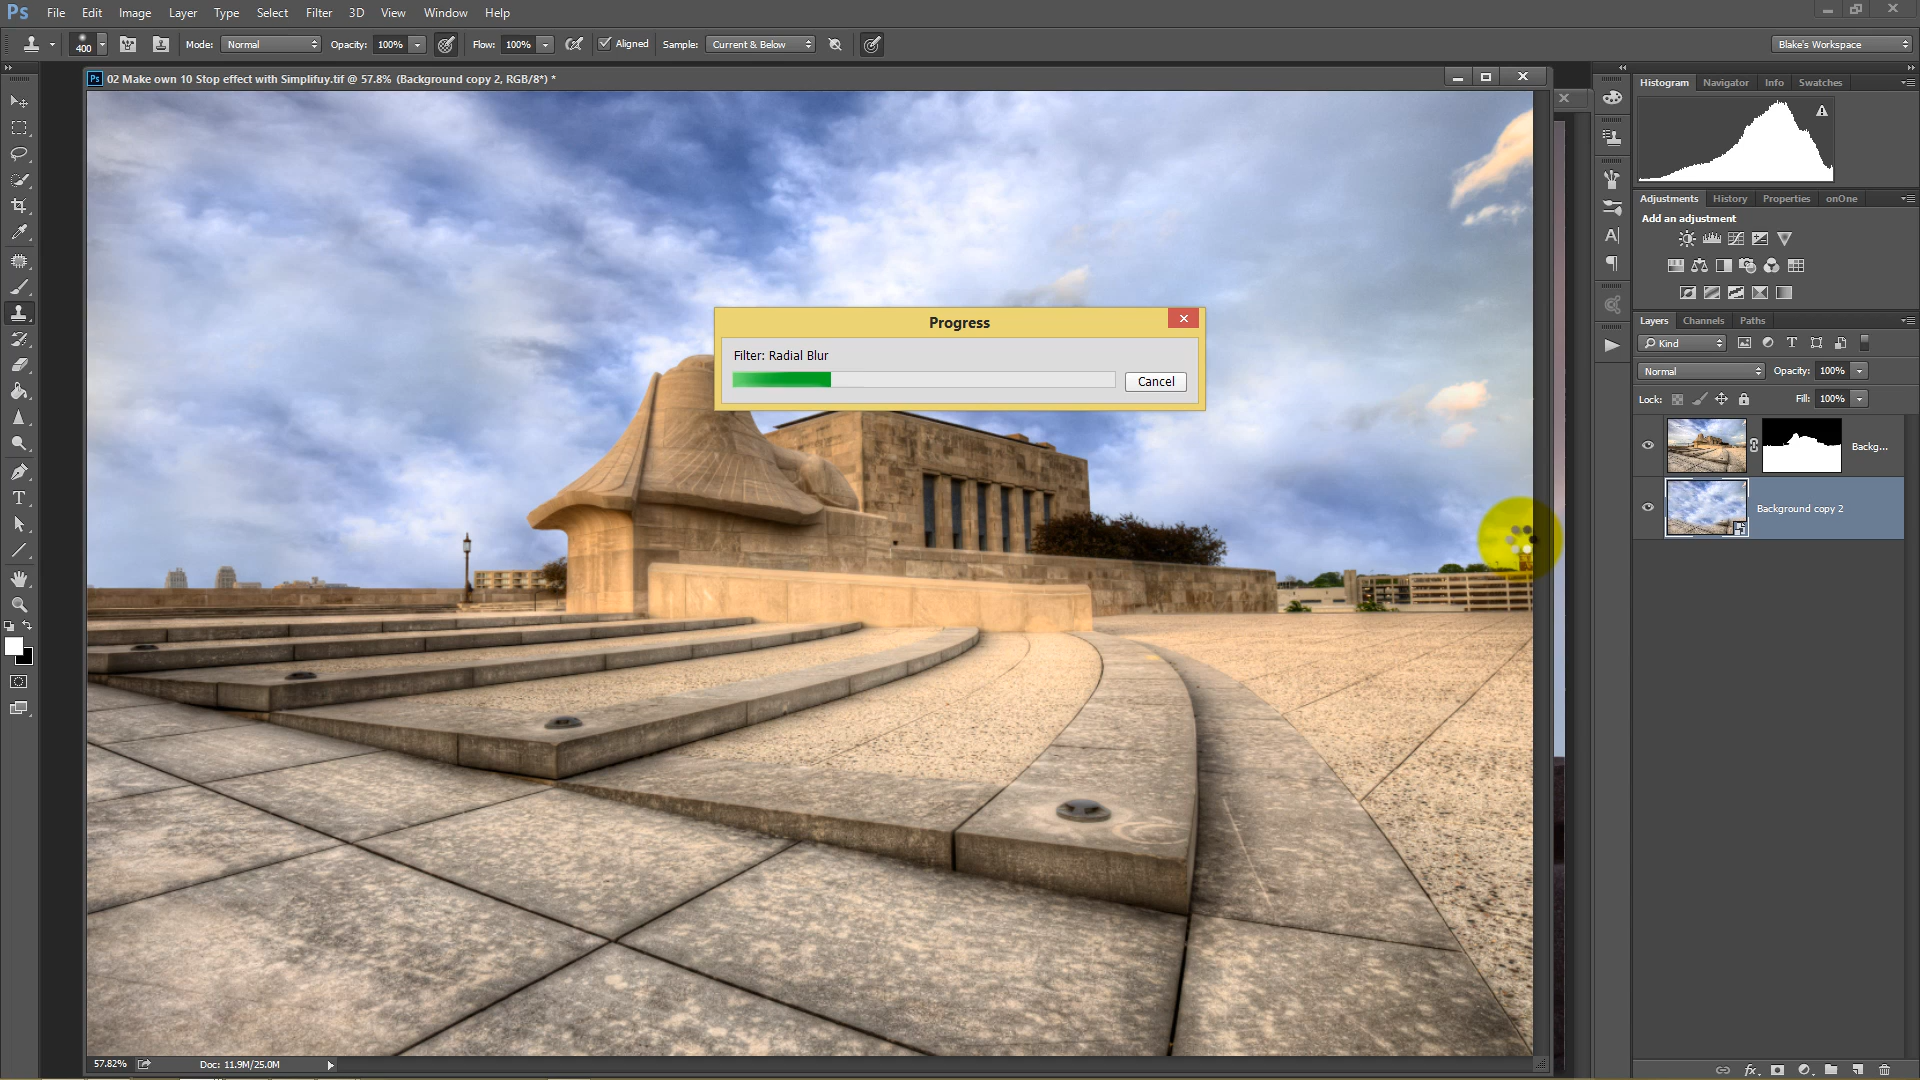 Ps File Edit Image Layer Type Select Filter 3D View Window Help
400 Mode: Normal Opacity: 100% Flow: 100% Aligned Sample: Current & Below Blake's Workspace
Ps 02 Make own 10 Stop effect with Simplifuy.tif @ 57.8% (Background copy 2, RGB/8*) *
Histogram Navigator Info Swatches
Adjustments History Properties onOne
Add an adjustment
Progress
Filter: Radial Blur
Cancel
Layers Channels Paths
Kind
Normal Opacity: 100%
Lock: Fill: 100%
Backg...
Background copy 2
57.82% Doc: 11.9M/25.0M